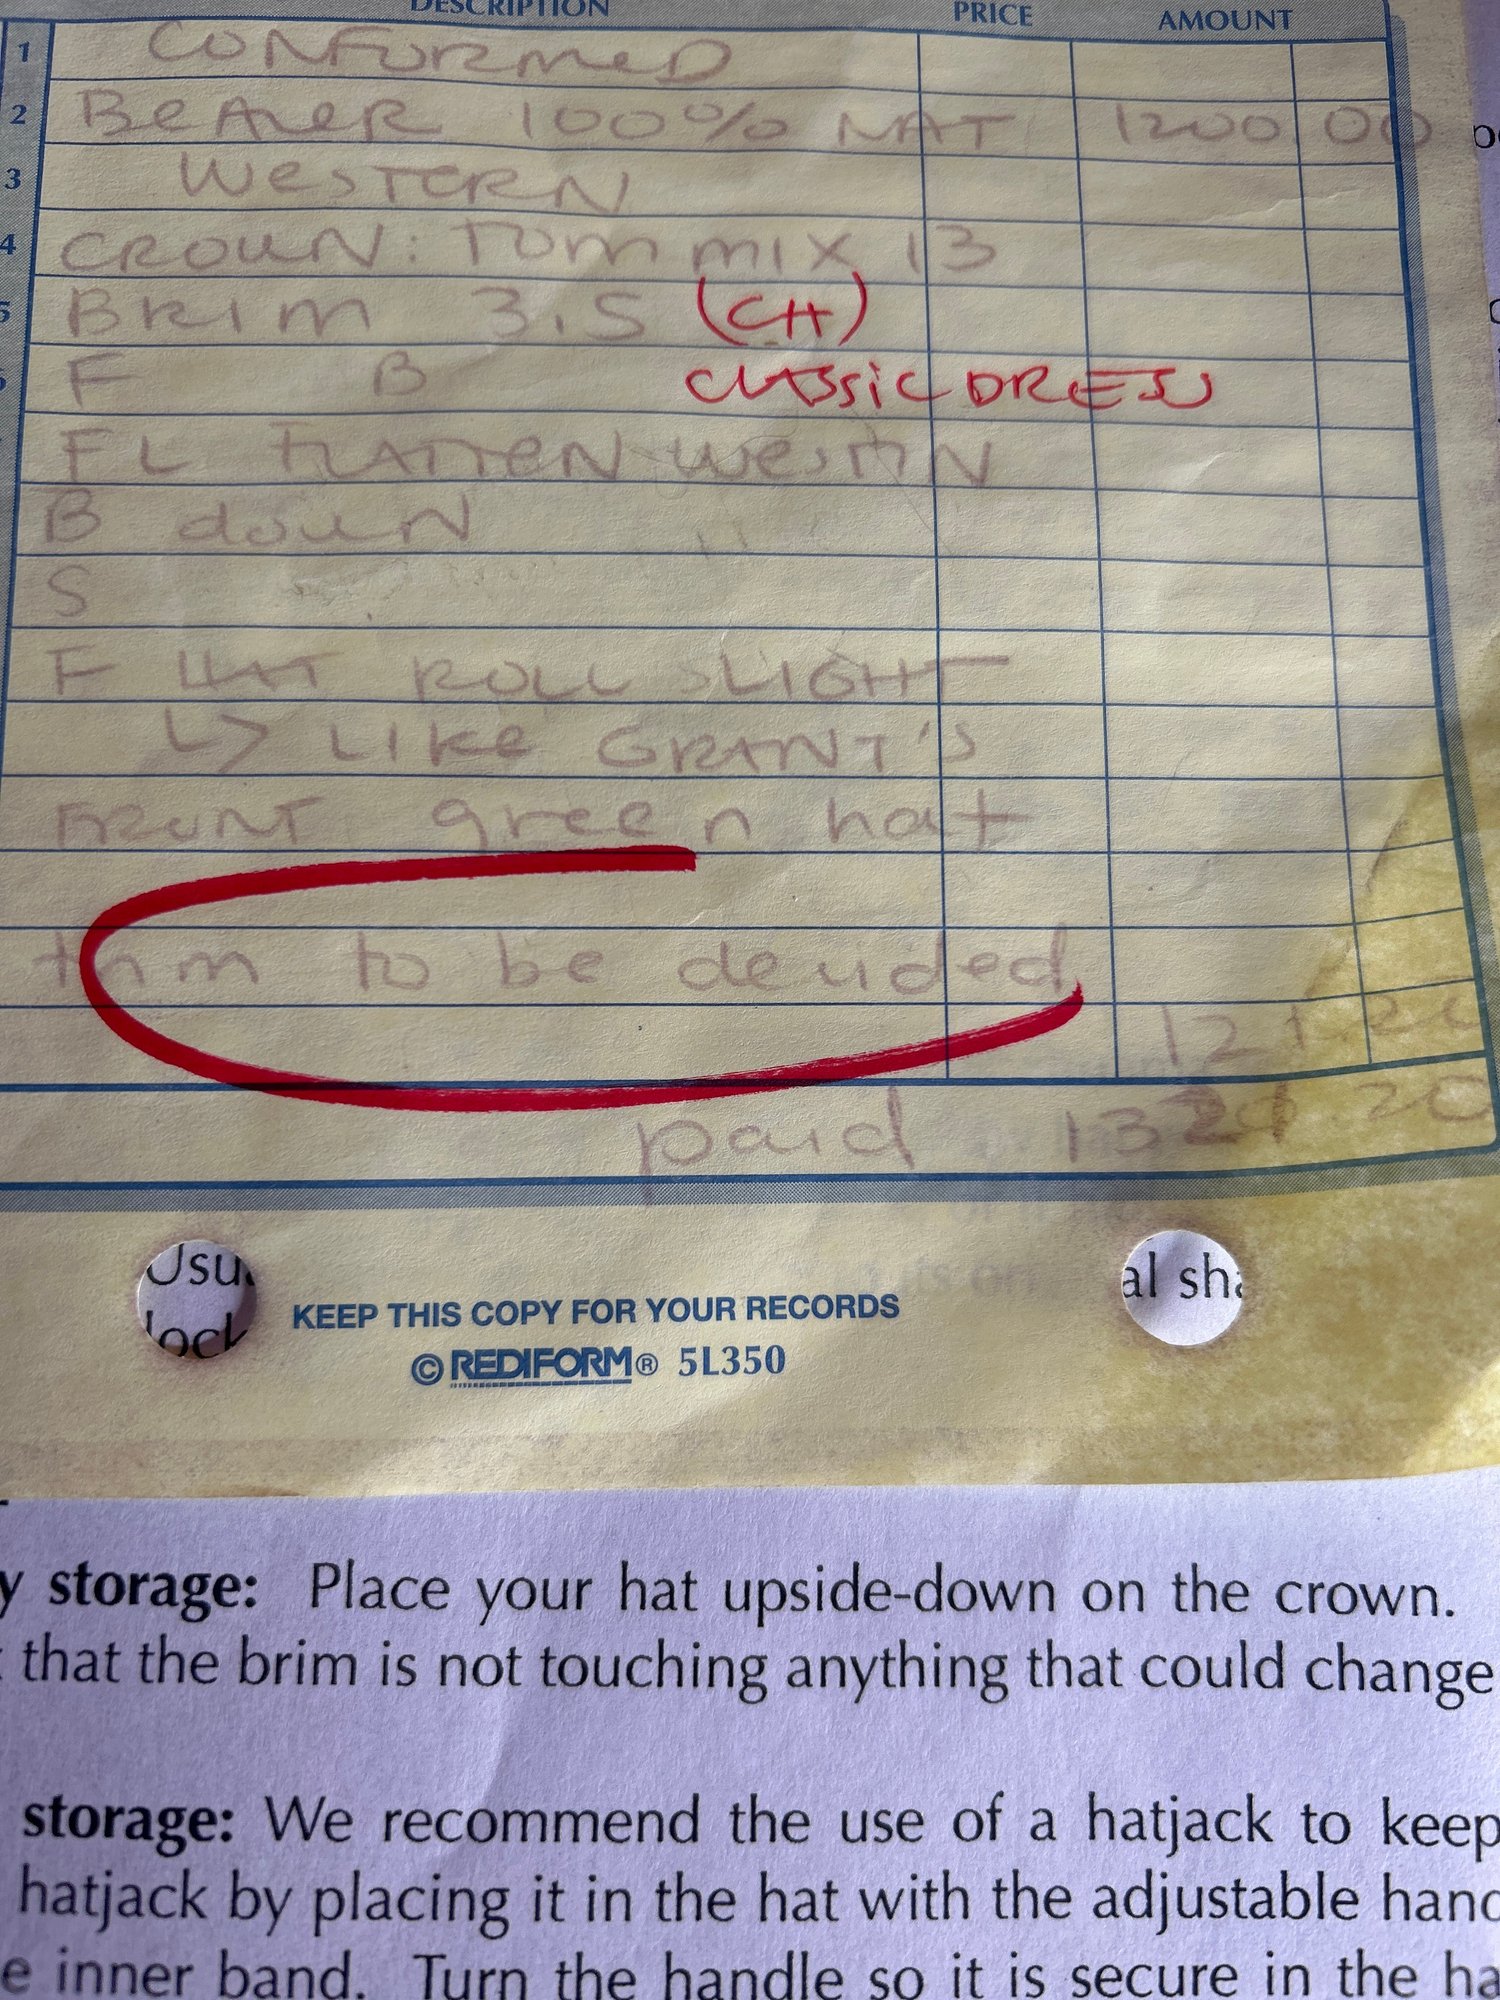 DESCRIPTION PRICE AMOUNT
1 CONFORMED
2 BEAVER 100% NAT 1200 00
3 WESTERN
4 CROWN: TOM MIX 13
5 BRIM 3.5 (CH)
F B CLASSIC DRESS
FL FLATTEN WESTRN
B down
S
F ROLL SLIGHT
↳ LIKE GRANT'S
FRONT green hat
trim to be decided
paid 1321.20
Usu
lock
al sha
KEEP THIS COPY FOR YOUR RECORDS
© REDIFORM® 5L350
y storage: Place your hat upside-down on the crown.
that the brim is not touching anything that could change
storage: We recommend the use of a hatjack to keep
hatjack by placing it in the hat with the adjustable hand
e inner band. Turn the handle so it is secure in the ha